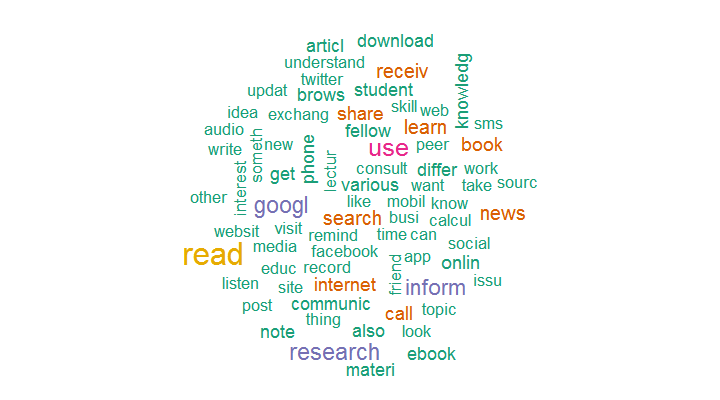 articl download
understand
twitter receiv
updat brows student knowledg
idea exchang share skill web
audio fellow learn sms
write someth new phone use peer book
interest get lectur consult differ work
various want take sourc
other googl like mobil know
search busi calcul news
websit visit remind time can
read media facebook social
educ record friend app onlin
listen site internet inform issu
post communic call topic
thing
note also look
research ebook
materi